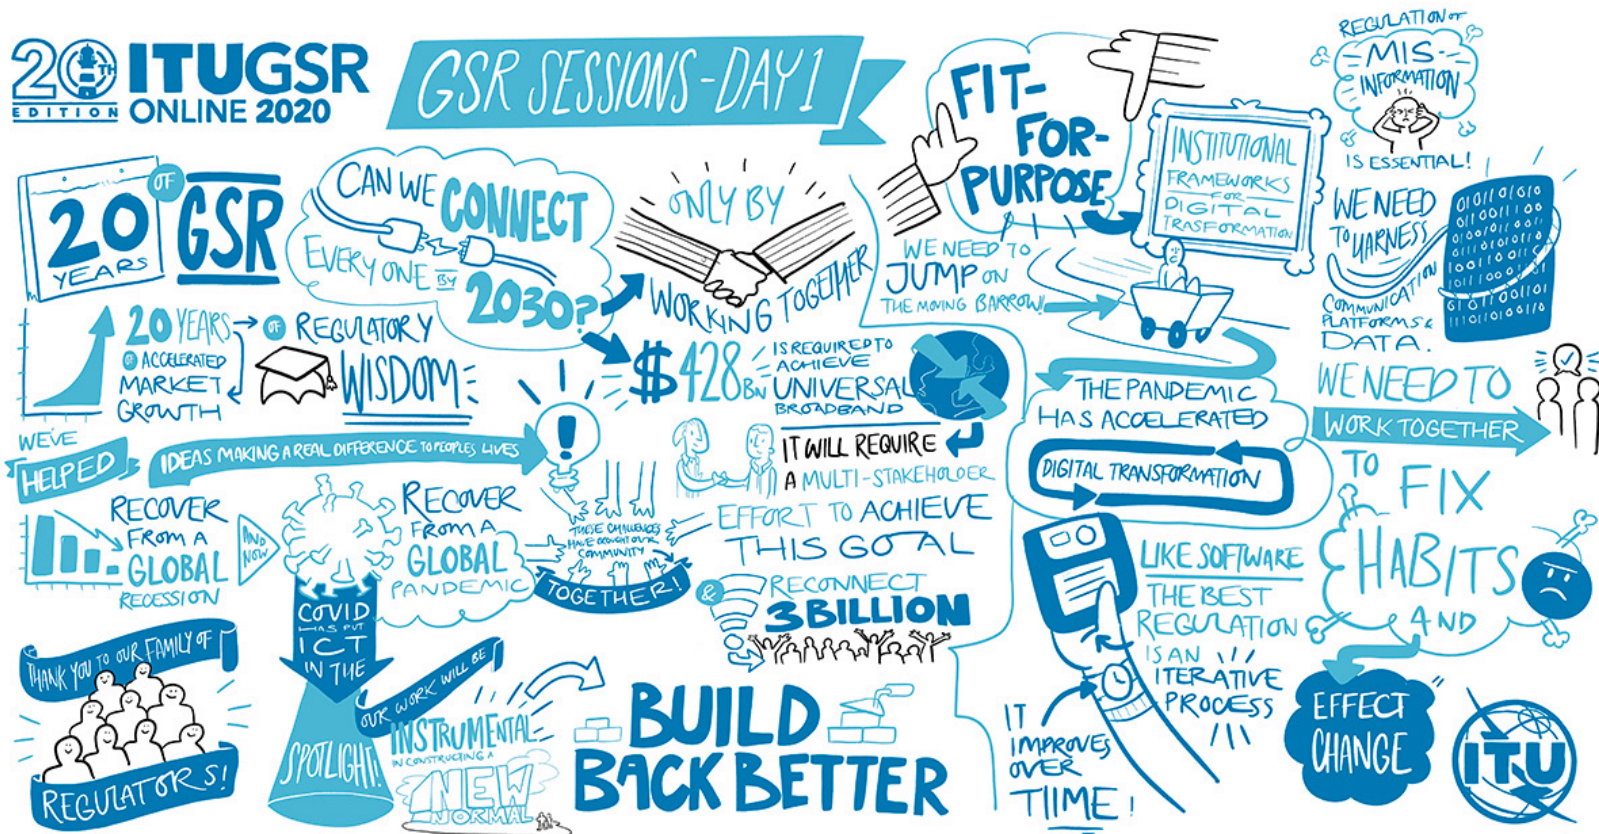 20TH
EDITION
ITUGSR
ONLINE 2020
GSR SESSIONS - DAY 1
20
YEARS
OF
GSR
20 YEARS
OF ACCELERATED
MARKET
GROWTH
OF REGULATORY
WISDOM
CAN WE
CONNECT
EVERY ONE BY
2030?
ONLY BY
WORKING TOGETHER
$428BN
IS REQUIRED TO
ACHIEVE
UNIVERSAL
BROADBAND
IT WILL REQUIRE
A MULTI-STAKEHOLDER
EFFORT TO ACHIEVE
THIS GOAL
& RECONNECT
3 BILLION
WE'VE
HELPED
IDEAS MAKING A REAL DIFFERENCE TO PEOPLES LIVES
!
RECOVER
FROM A
GLOBAL
RECESSION
AND
NOW
RECOVER
FROM A
GLOBAL
PANDEMIC
THESE CHALLENGES
HAVE BROUGHT OUR
COMMUNITY
TOGETHER!
COVID
HAS PUT
ICT
IN THE
SPOTLIGHT!
THANK YOU TO OUR FAMILY OF
REGULATORS!
OUR WORK WILL BE
INSTRUMENTAL
IN CONSTRUCTING A
NEW
NORMAL
BUILD
BACK BETTER
FIT-
FOR-
PURPOSE
INSTITUTIONAL
FRAMEWORKS
FOR
DIGITAL
TRASFORMATION
WE NEED TO
JUMP ON
THE MOVING BARROW!
THE PANDEMIC
HAS ACCELERATED
DIGITAL TRANSFORMATION
LIKE SOFTWARE
THE BEST
REGULATION
IS AN
ITERATIVE
PROCESS
IT
IMPROVES
OVER
TIIME!
REGULATION OF
MIS-
INFORMATION
IS ESSENTIAL!
WE NEED
TO HARNESS
COMMUNICATION
PLATFORMS &
DATA.
WE NEED TO
WORK TOGETHER
TO FIX
HABITS
AND
EFFECT
CHANGE
ITU